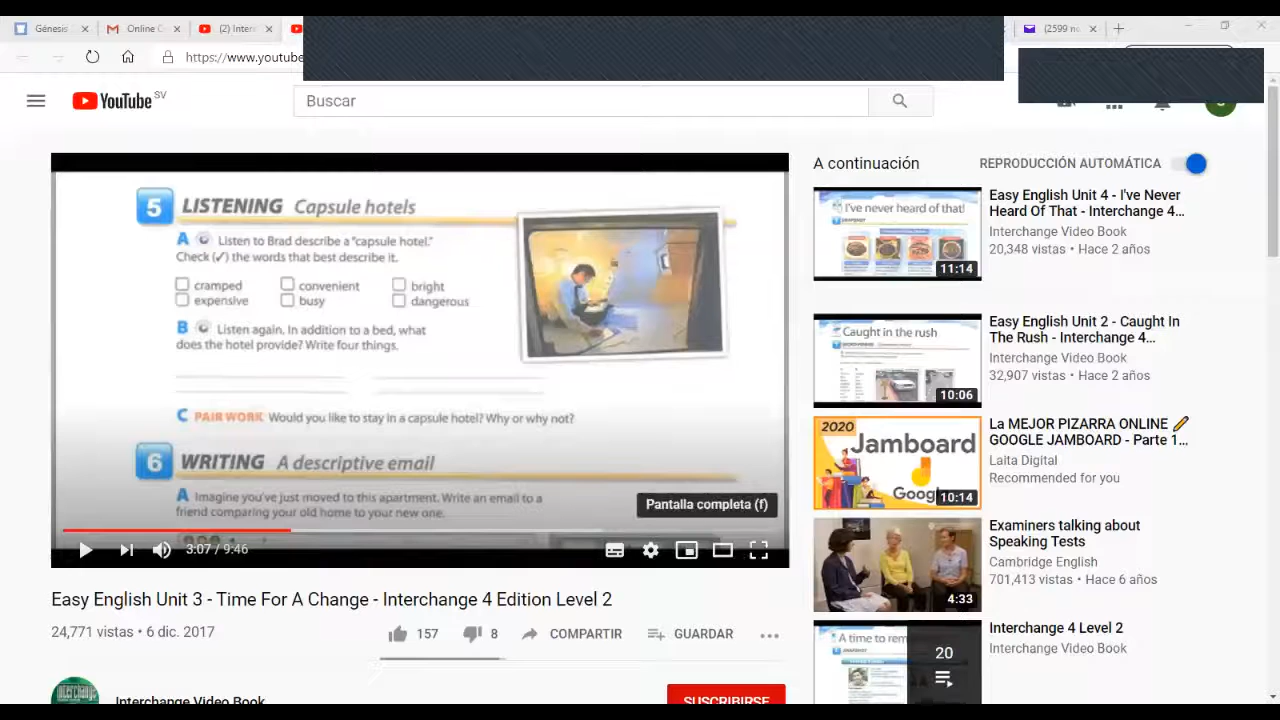 Génesis
Online C
(2) Inter
(2599 n
https://www.youtube
YouTube SV
Buscar
5 LISTENING Capsule hotels
A Listen to Brad describe a "capsule hotel."
Check (✓) the words that best describe it.
cramped convenient bright
expensive busy dangerous
B Listen again. In addition to a bed, what
does the hotel provide? Write four things.
C PAIR WORK Would you like to stay in a capsule hotel? Why or why not?
6 WRITING A descriptive email
A Imagine you've just moved to this apartment. Write an email to a
friend comparing your old home to your new one.
Pantalla completa (f)
3:07 / 9:46
Easy English Unit 3 - Time For A Change - Interchange 4 Edition Level 2
24,771 vistas • 6 dic. 2017
157 8 COMPARTIR GUARDAR
Interchange Video Book
SUSCRIBIRSE
A continuación
REPRODUCCIÓN AUTOMÁTICA
I've never heard of that!
11:14
Easy English Unit 4 - I've Never
Heard Of That - Interchange 4...
Interchange Video Book
20,348 vistas • Hace 2 años
Caught in the rush
10:06
Easy English Unit 2 - Caught In
The Rush - Interchange 4...
Interchange Video Book
32,907 vistas • Hace 2 años
2020
Jamboard
Googl
10:14
La MEJOR PIZARRA ONLINE ✏️
GOOGLE JAMBOARD - Parte 1...
Laita Digital
Recommended for you
4:33
Examiners talking about
Speaking Tests
Cambridge English
701,413 vistas • Hace 6 años
A time to rem
20
Interchange 4 Level 2
Interchange Video Book